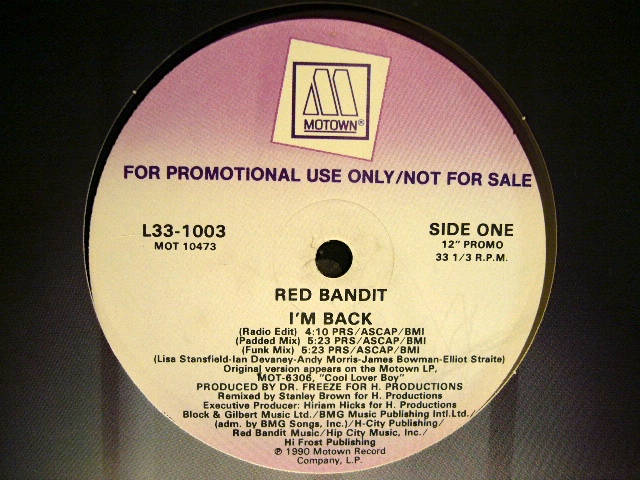 MOTOWN®
FOR PROMOTIONAL USE ONLY/NOT FOR SALE
L33-1003
MOT 10473
SIDE ONE
12" PROMO
33 1/3 R.P.M.
RED BANDIT
I'M BACK
(Radio Edit) 4:10 PRS/ASCAP/BMI
(Padded Mix) 5:23 PRS/ASCAP/BMI
(Funk Mix) 5:23 PRS/ASCAP/BMI
(Lisa Stansfield-Ian Devaney-Andy Morris-James Bowman-Elliot Straite)
Original version appears on the Motown LP,
MOT-6306, "Cool Lover Boy"
PRODUCED BY DR. FREEZE FOR H. PRODUCTIONS
Remixed by Stanley Brown for H. Productions
Executive Producer: Hiriam Hicks for H. Productions
Block & Gilbert Music Ltd./BMG Music Publishing Intl.Ltd./
(adm. by BMG Songs, Inc.)/H-City Publishing/
Red Bandit Music/Hip City Music, Inc./
Hi Frost Publishing
℗ 1990 Motown Record
Company, L.P.